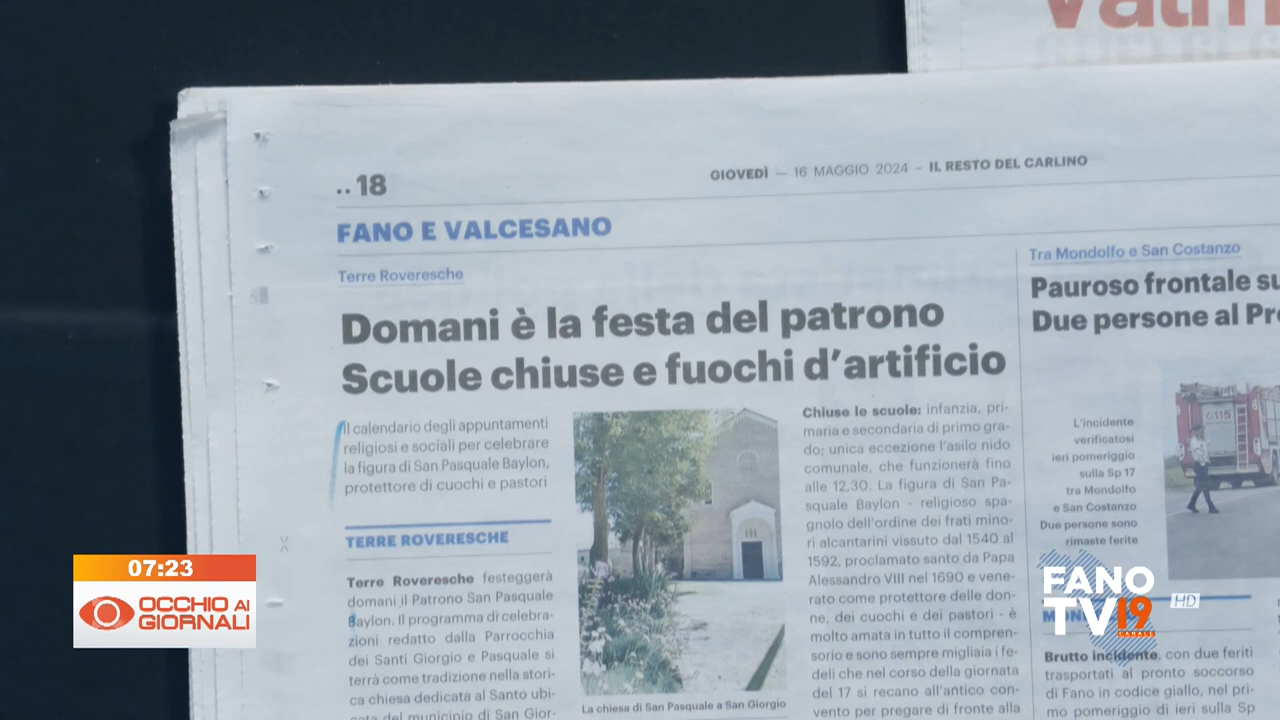 ..18
GIOVEDÌ — 16 MAGGIO 2024 – IL RESTO DEL CARLINO
FANO E VALCESANO
Terre Roveresche
Domani è la festa del patrono
Scuole chiuse e fuochi d'artificio
Il calendario degli appuntamenti
religiosi e sociali per celebrare
la figura di San Pasquale Baylon,
protettore di cuochi e pastori
TERRE ROVERESCHE
Terre Roveresche festeggerà
domani il Patrono San Pasquale
Baylon. Il programma di celebra-
zioni redatto dalla Parrocchia
dei Santi Giorgio e Pasquale si
terrà come tradizione nella stori-
ca chiesa dedicata al Santo ubi-
cata del municipio di San Gior-
La chiesa di San Pasquale a San Giorgio
Chiuse le scuole: infanzia, pri-
maria e secondaria di primo gra-
do; unica eccezione l'asilo nido
comunale, che funzionerà fino
alle 12,30. La figura di San Pa-
squale Baylon - religioso spa-
gnolo dell'ordine dei frati mino-
ri alcantarini vissuto dal 1540 al
1592, proclamato santo da Papa
Alessandro VIII nel 1690 e vene-
rato come protettore delle don-
ne, dei cuochi e dei pastori - è
molto amata in tutto il compren-
sorio e sono sempre migliaia i fe-
deli che nel corso della giornata
del 17 si recano all'antico con-
vento per pregare di fronte alla
Tra Mondolfo e San Costanzo
Pauroso frontale su
Due persone al Pr
L'incidente
verificatosi
ieri pomeriggio
sulla Sp 17
tra Mondolfo
e San Costanzo
Due persone sono
rimaste ferite
115
MON
Brutto incidente, con due feriti
trasportati al pronto soccorso
di Fano in codice giallo, nel pri-
mo pomeriggio di ieri sulla Sp
07:23
OCCHIO AI
GIORNALI
FANO
TV19
CANALE
HD